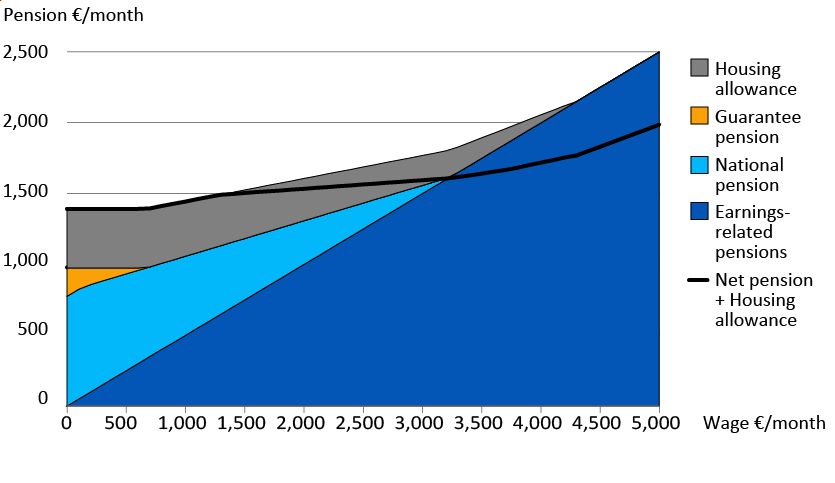 Pension €/month
2,500
2,000
1,500
1,000
500
0
0 500 1,000 1,500 2,000 2,500 3,000 3,500 4,000 4,500 5,000
Wage €/month
Housing
allowance
Guarantee
pension
National
pension
Earnings-
related
pensions
Net pension
+ Housing
allowance